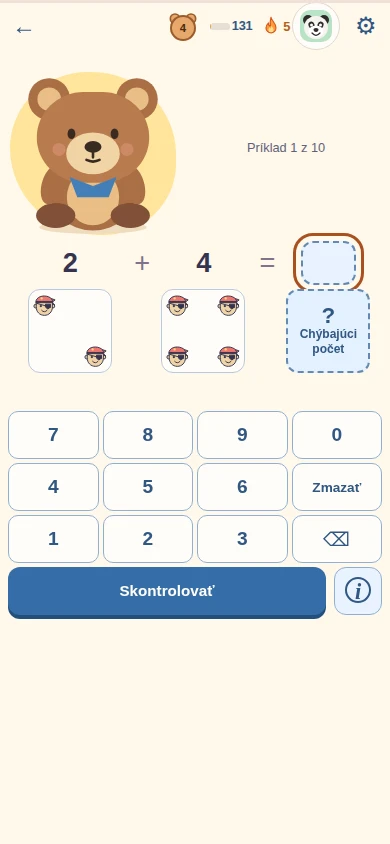 ← 4 131 5
Príklad 1 z 10
2 + 4 =
?
Chýbajúci
počet
7 8 9 0
4 5 6 Zmazať
1 2 3 ⌫
Skontrolovať i